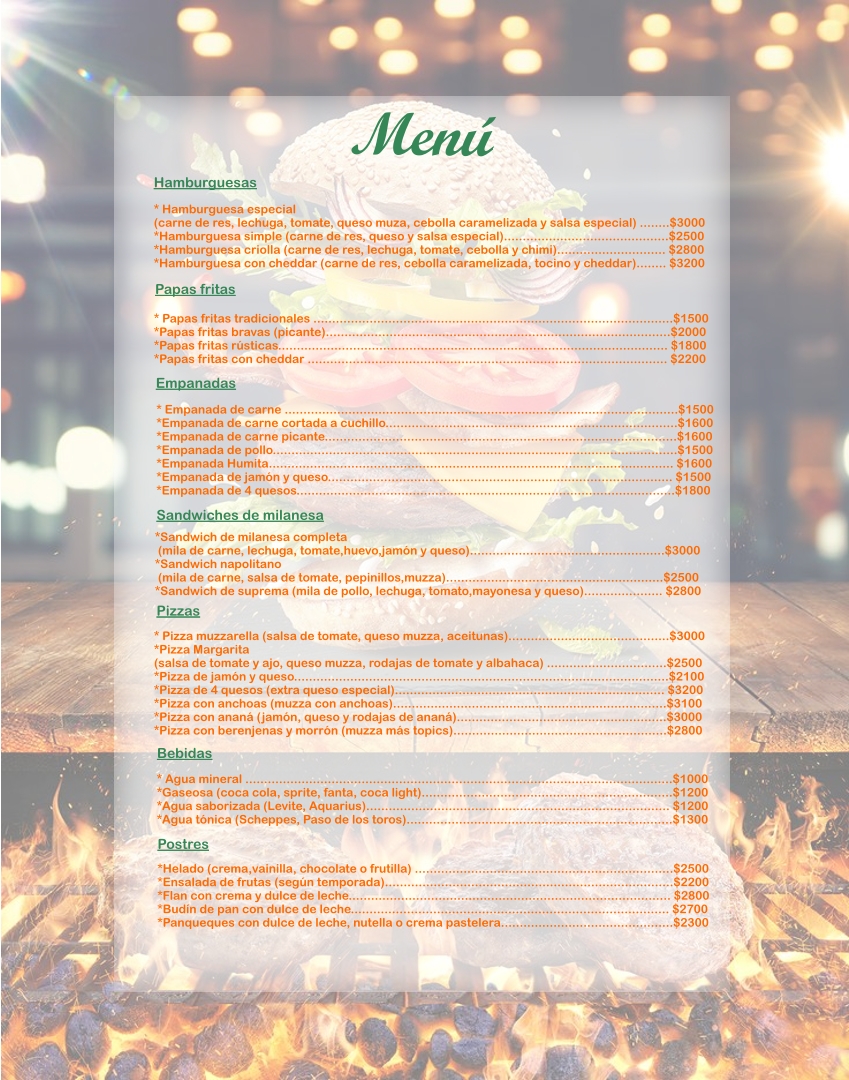 Menú
Hamburguesas
* Hamburguesa especial
(carne de res, lechuga, tomate, queso muza, cebolla caramelizada y salsa especial) ........$3000
*Hamburguesa simple (carne de res, queso y salsa especial)............................................$2500
*Hamburguesa criolla (carne de res, lechuga, tomate, cebolla y chimi)..............................$2800
*Hamburguesa con cheddar (carne de res, cebolla caramelizada, tocino y cheddar)........ $3200
Papas fritas
* Papas fritas tradicionales ................................................................................................$1500
*Papas fritas bravas (picante)............................................................................................$2000
*Papas fritas rústicas........................................................................................................ $1800
*Papas fritas con cheddar ................................................................................................ $2200
Empanadas
* Empanada de carne .........................................................................................................$1500
*Empanada de carne cortada a cuchillo..............................................................................$1600
*Empanada de carne picante..............................................................................................$1600
*Empanada de pollo............................................................................................................$1500
*Empanada Humita............................................................................................................. $1600
*Empanada de jamón y queso.............................................................................................$1500
*Empanada de 4 quesos.....................................................................................................$1800
Sandwiches de milanesa
*Sandwich de milanesa completa
(mila de carne, lechuga, tomate,huevo,jamón y queso)....................................................$3000
*Sandwich napolitano
(mila de carne, salsa de tomate, pepinillos,muzza)..........................................................$2500
*Sandwich de suprema (mila de pollo, lechuga, tomato,mayonesa y queso)..................... $2800
Pizzas
* Pizza muzzarella (salsa de tomate, queso muzza, aceitunas)...........................................$3000
*Pizza Margarita
(salsa de tomate y ajo, queso muzza, rodajas de tomate y albahaca) ................................$2500
*Pizza de jamón y queso....................................................................................................$2100
*Pizza de 4 quesos (extra queso especial).........................................................................$3200
*Pizza con anchoas (muzza con anchoas).........................................................................$3100
*Pizza con ananá (jamón, queso y rodajas de ananá)........................................................$3000
*Pizza con berenjenas y morrón (muzza más topics).........................................................$2800
Bebidas
* Agua mineral ..................................................................................................................$1000
*Gaseosa (coca cola, sprite, fanta, coca light)...................................................................$1200
*Agua saborizada (Levite, Aquarius)................................................................................. $1200
*Agua tónica (Scheppes, Paso de los toros).......................................................................$1300
Postres
*Helado (crema,vainilla, chocolate o frutilla) .....................................................................$2500
*Ensalada de frutas (según temporada).............................................................................$2200
*Flan con crema y dulce de leche.......................................................................................$2800
*Budín de pan con dulce de leche..................................................................................... $2700
*Panqueques con dulce de leche, nutella o crema pastelera..............................................$2300